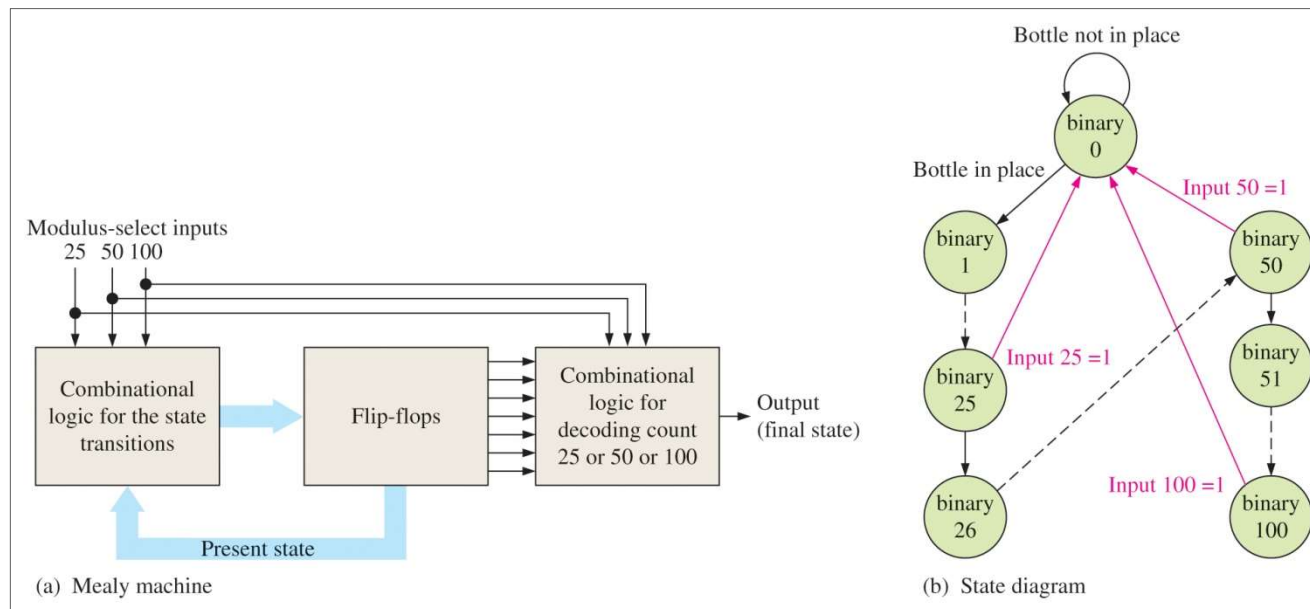 Modulus-select inputs
25 50 100
Combinational
logic for the state
transitions
Flip-flops
Combinational
logic for
decoding count
25 or 50 or 100
Output
(final state)
Present state
(a) Mealy machine
Bottle not in place
binary
0
Bottle in place
Input 50 =1
binary
1
binary
50
Input 25 =1
binary
25
binary
51
Input 100 =1
binary
26
binary
100
(b) State diagram